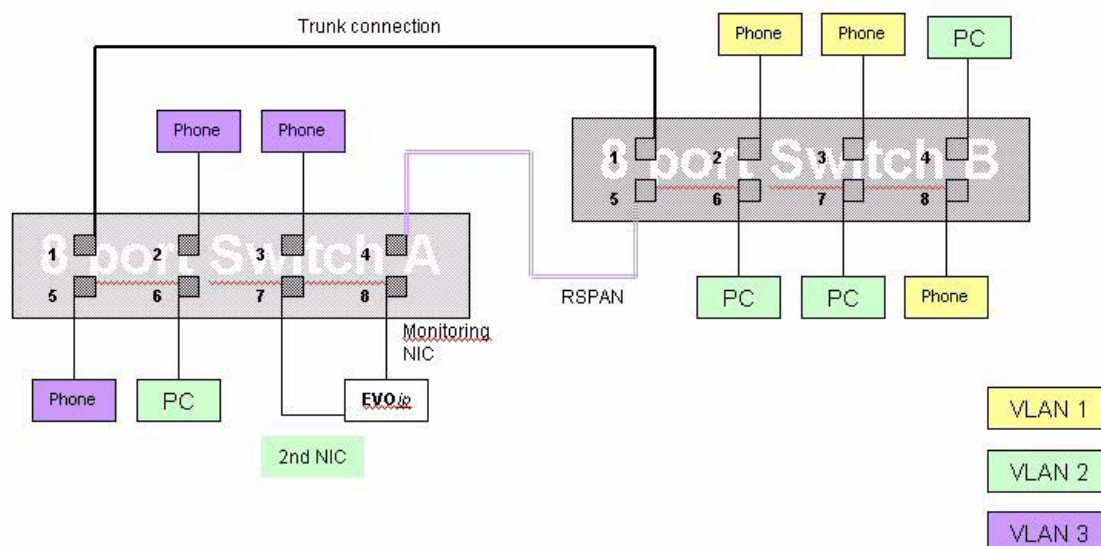 Trunk connection
Phone
Phone
PC
Phone
Phone
8 port Switch B
1
2
3
4
5
6
7
8
8 port Switch A
1
2
3
4
5
6
7
8
RSPAN
PC
PC
Phone
Monitoring
NIC
Phone
PC
EVOip
2nd NIC
VLAN 1
VLAN 2
VLAN 3